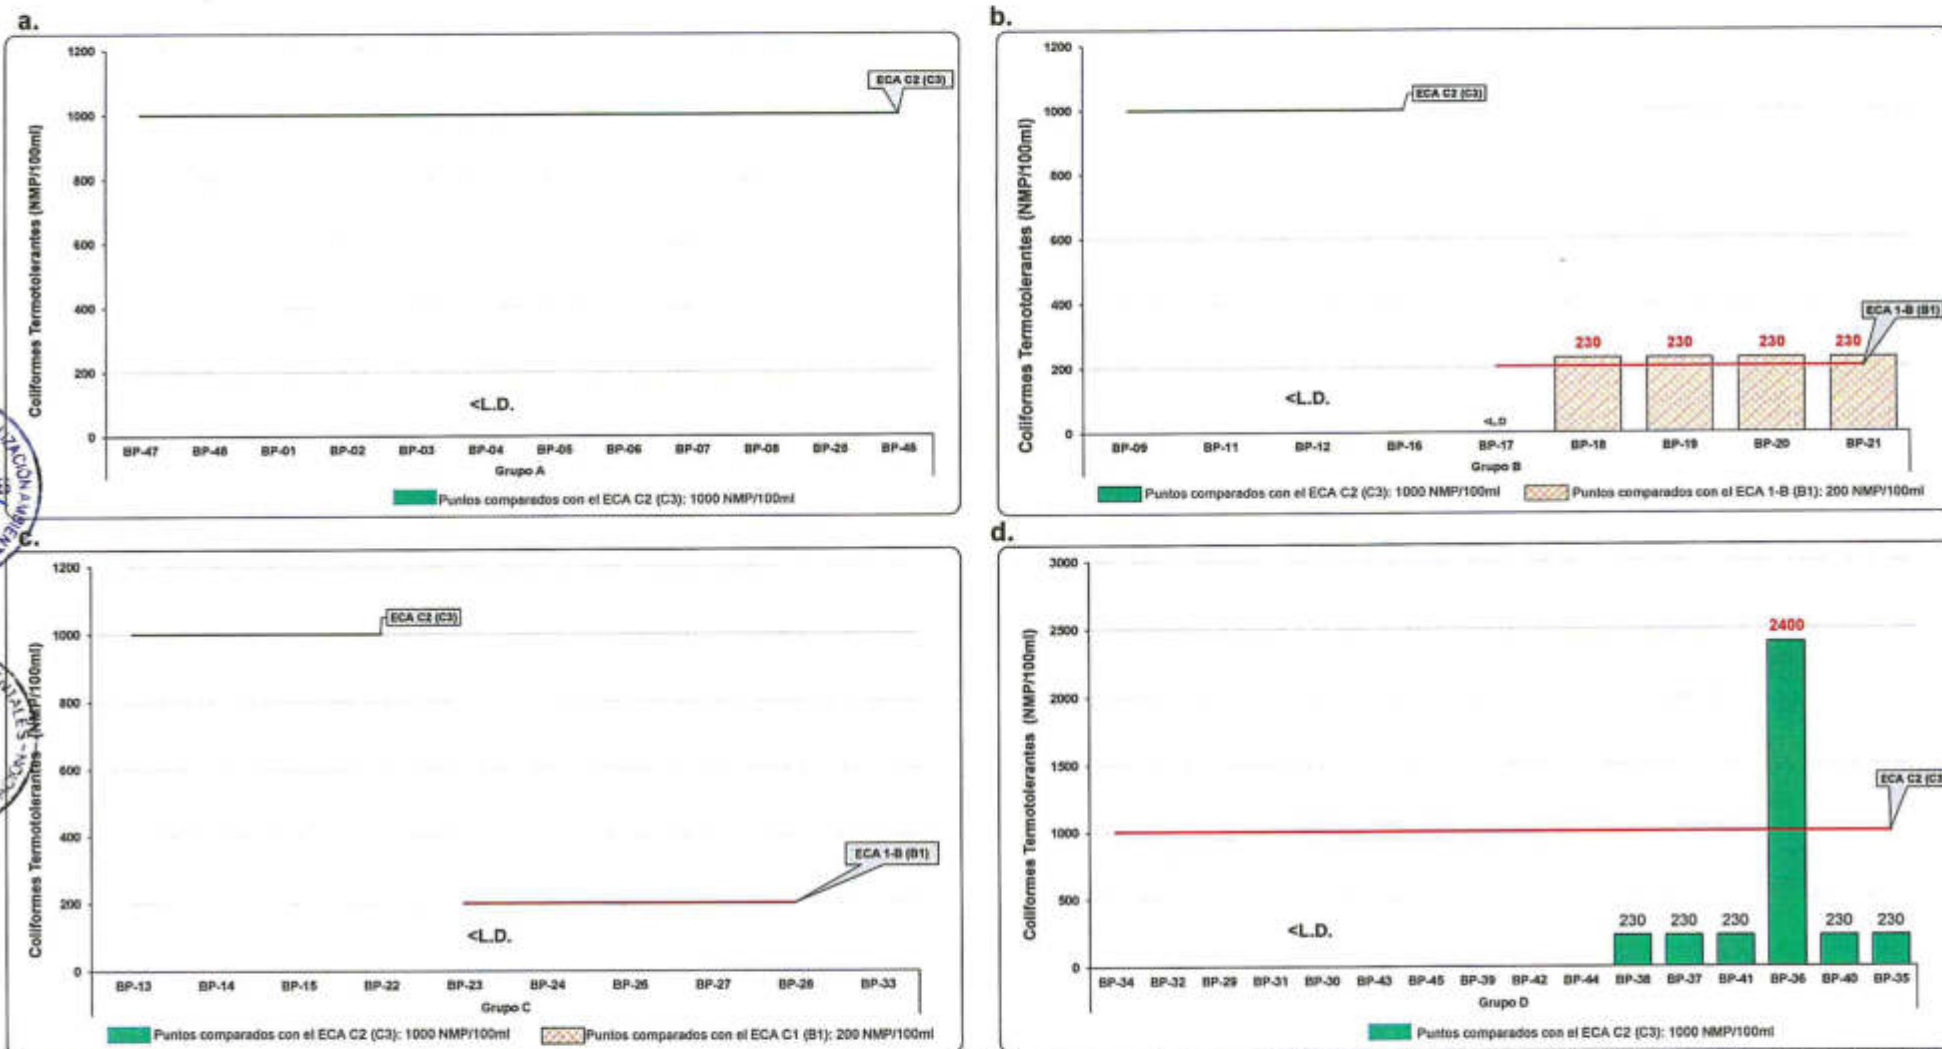 a.
1200
1000
800
600
400
200
0
Coliformes Termotolerantes (NMP/100ml)
ECA C2 (C3)
<L.D.
BP-47 BP-48 BP-01 BP-02 BP-03 BP-04 BP-05 BP-06 BP-07 BP-08 BP-25 BP-46
Grupo A
Puntos comparados con el ECA C2 (C3): 1000 NMP/100ml
b.
1200
1000
800
600
400
200
0
Coliformes Termotolerantes (NMP/100ml)
ECA C2 (C3)
ECA 1-B (B1)
230 230 230 230
<L.D.
<L.D
BP-09 BP-11 BP-12 BP-16 BP-17 BP-18 BP-19 BP-20 BP-21
Grupo B
Puntos comparados con el ECA C2 (C3): 1000 NMP/100ml Puntos comparados con el ECA 1-B (B1): 200 NMP/100ml
c.
1200
1000
800
600
400
200
0
Coliformes Termotolerantes (NMP/100ml)
ECA C2 (C3)
ECA 1-B (B1)
<L.D.
BP-13 BP-14 BP-15 BP-22 BP-23 BP-24 BP-26 BP-27 BP-28 BP-33
Grupo C
Puntos comparados con el ECA C2 (C3): 1000 NMP/100ml Puntos comparados con el ECA C1 (B1): 200 NMP/100ml
d.
3000
2500
2000
1500
1000
500
0
Coliformes Termotolerantes (NMP/100ml)
2400
ECA C2 (C3
230 230 230 230 230
<L.D.
BP-34 BP-32 BP-29 BP-31 BP-30 BP-43 BP-45 BP-39 BP-42 BP-44 BP-38 BP-37 BP-41 BP-36 BP-40 BP-35
Grupo D
Puntos comparados con el ECA C2 (C3): 1000 NMP/100ml